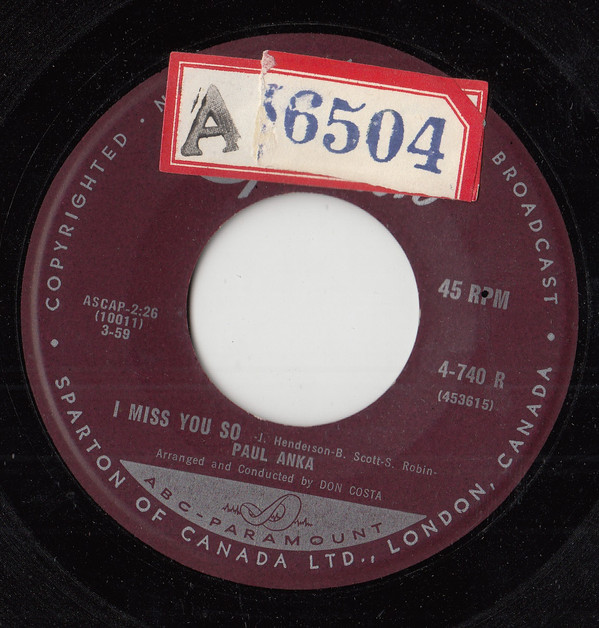 A 56504
COPYRIGHTED • BROADCAST •
45 RPM
ASCAP-2:26
(10011)
3-59
4-740 R
(453615)
I MISS YOU SO -J. Henderson-B. Scott-S. Robin-
PAUL ANKA
Arranged and Conducted by DON COSTA
ABC-PARAMOUNT
SPARTON OF CANADA LTD., LONDON, CANADA